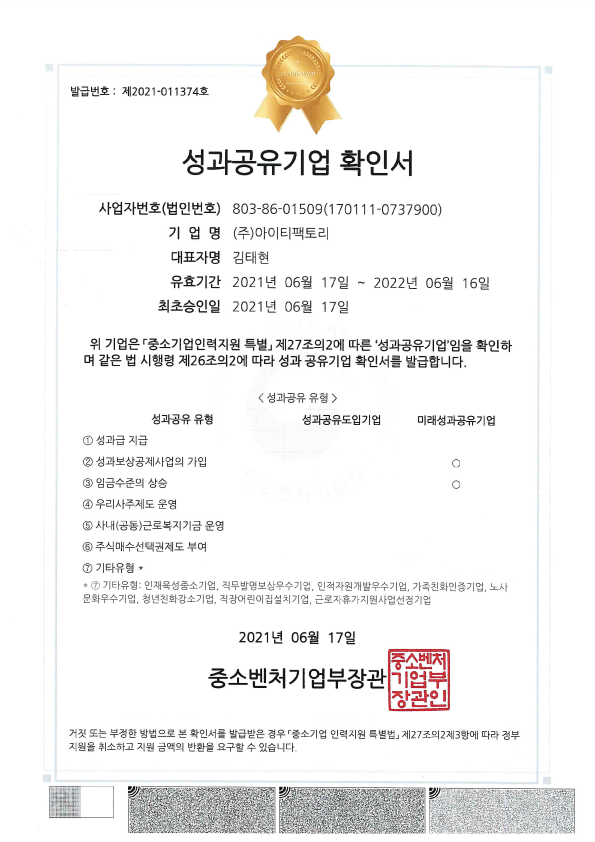 발급번호 : 제2021-011374호
성과공유기업 확인서
사업자번호(법인번호) 803-86-01509(170111-0737900)
기 업 명 (주)아이티팩토리
대표자명 김태현
유효기간 2021년 06월 17일 ~ 2022년 06월 16일
최초승인일 2021년 06월 17일
위 기업은 「중소기업인력지원 특별」 제27조의2에 따른 '성과공유기업'임을 확인하
며 같은 법 시행령 제26조의2에 따라 성과 공유기업 확인서를 발급합니다.
< 성과공유 유형 >
성과공유 유형 성과공유도입기업 미래성과공유기업
① 성과급 지급
② 성과보상공제사업의 가입 ○
③ 임금수준의 상승 ○
④ 우리사주제도 운영
⑤ 사내(공동)근로복지기금 운영
⑥ 주식매수선택권제도 부여
⑦ 기타유형 *
* ⑦ 기타유형: 인재육성중소기업, 직무발명보상우수기업, 인적자원개발우수기업, 가족친화인증기업, 노사
문화우수기업, 청년친화강소기업, 직장어린이집설치기업, 근로자휴가지원사업선정기업
2021년 06월 17일
중소벤처기업부장관
중소벤처
기업부
장관인
거짓 또는 부정한 방법으로 본 확인서를 발급받은 경우 「중소기업 인력지원 특별법」 제27조의2제3항에 따라 정부
지원을 취소하고 지원 금액의 반환을 요구할 수 있습니다.